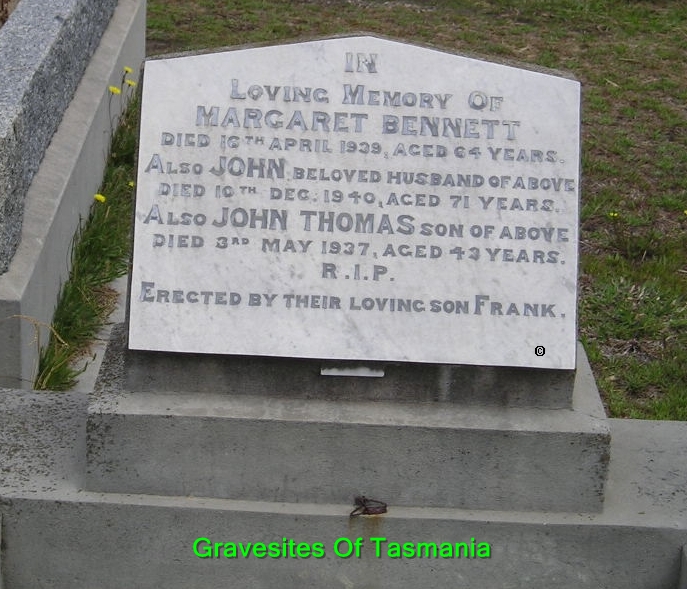 IN
LOVING MEMORY OF
MARGARET BENNETT
DIED 16TH APRIL 1939, AGED 64 YEARS.
ALSO JOHN, BELOVED HUSBAND OF ABOVE
DIED 10TH DEC. 1940, AGED 71 YEARS.
ALSO JOHN THOMAS SON OF ABOVE
DIED 3RD MAY 1937, AGED 43 YEARS.
R.I.P.
ERECTED BY THEIR LOVING SON FRANK.
©
Gravesites Of Tasmania